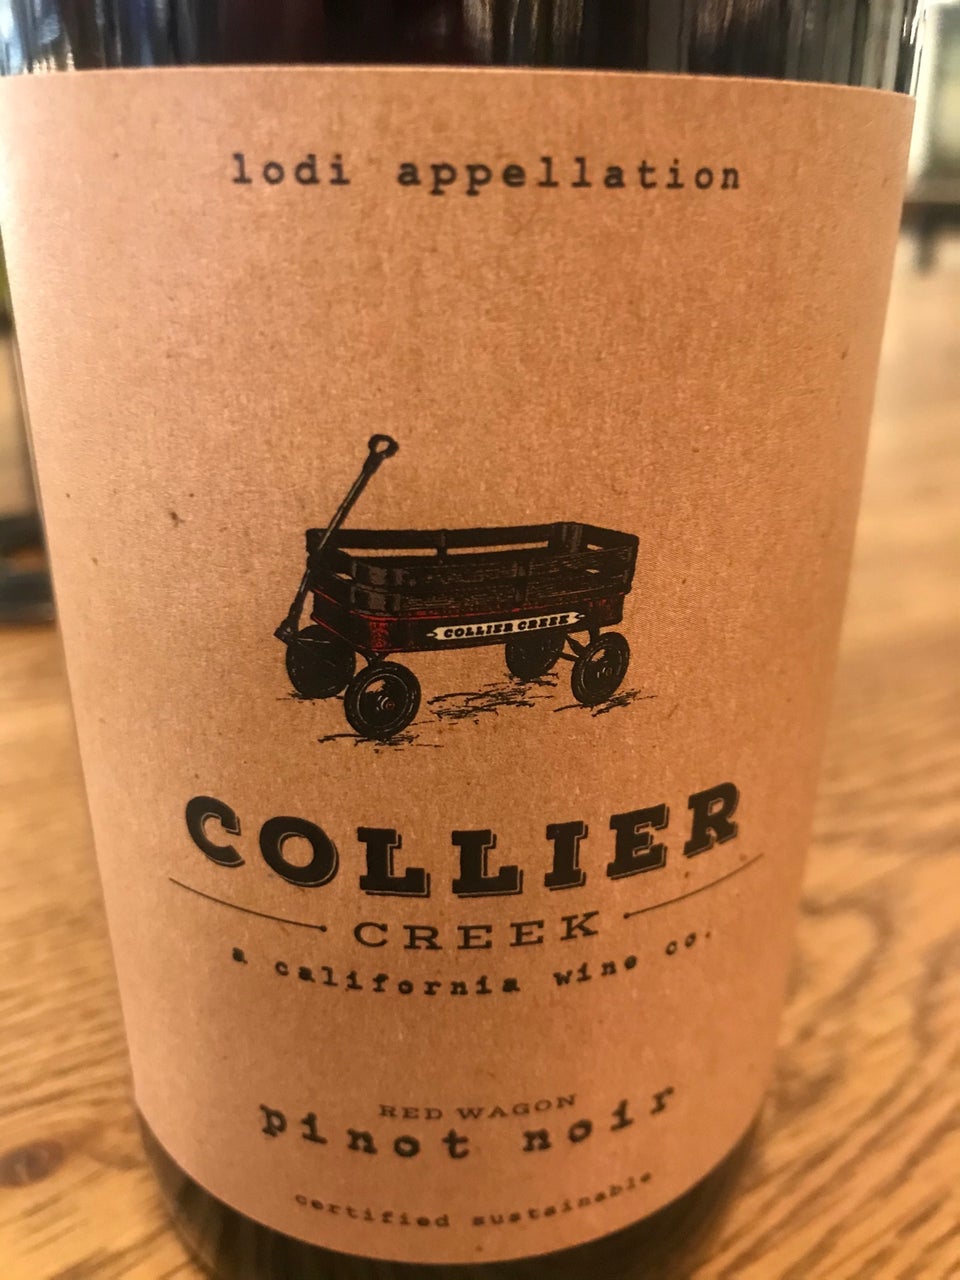 lodi appellation
COLLIER CREEK
COLLIER
CREEK
a california wine co.
RED WAGON
pinot noir
certified sustainable